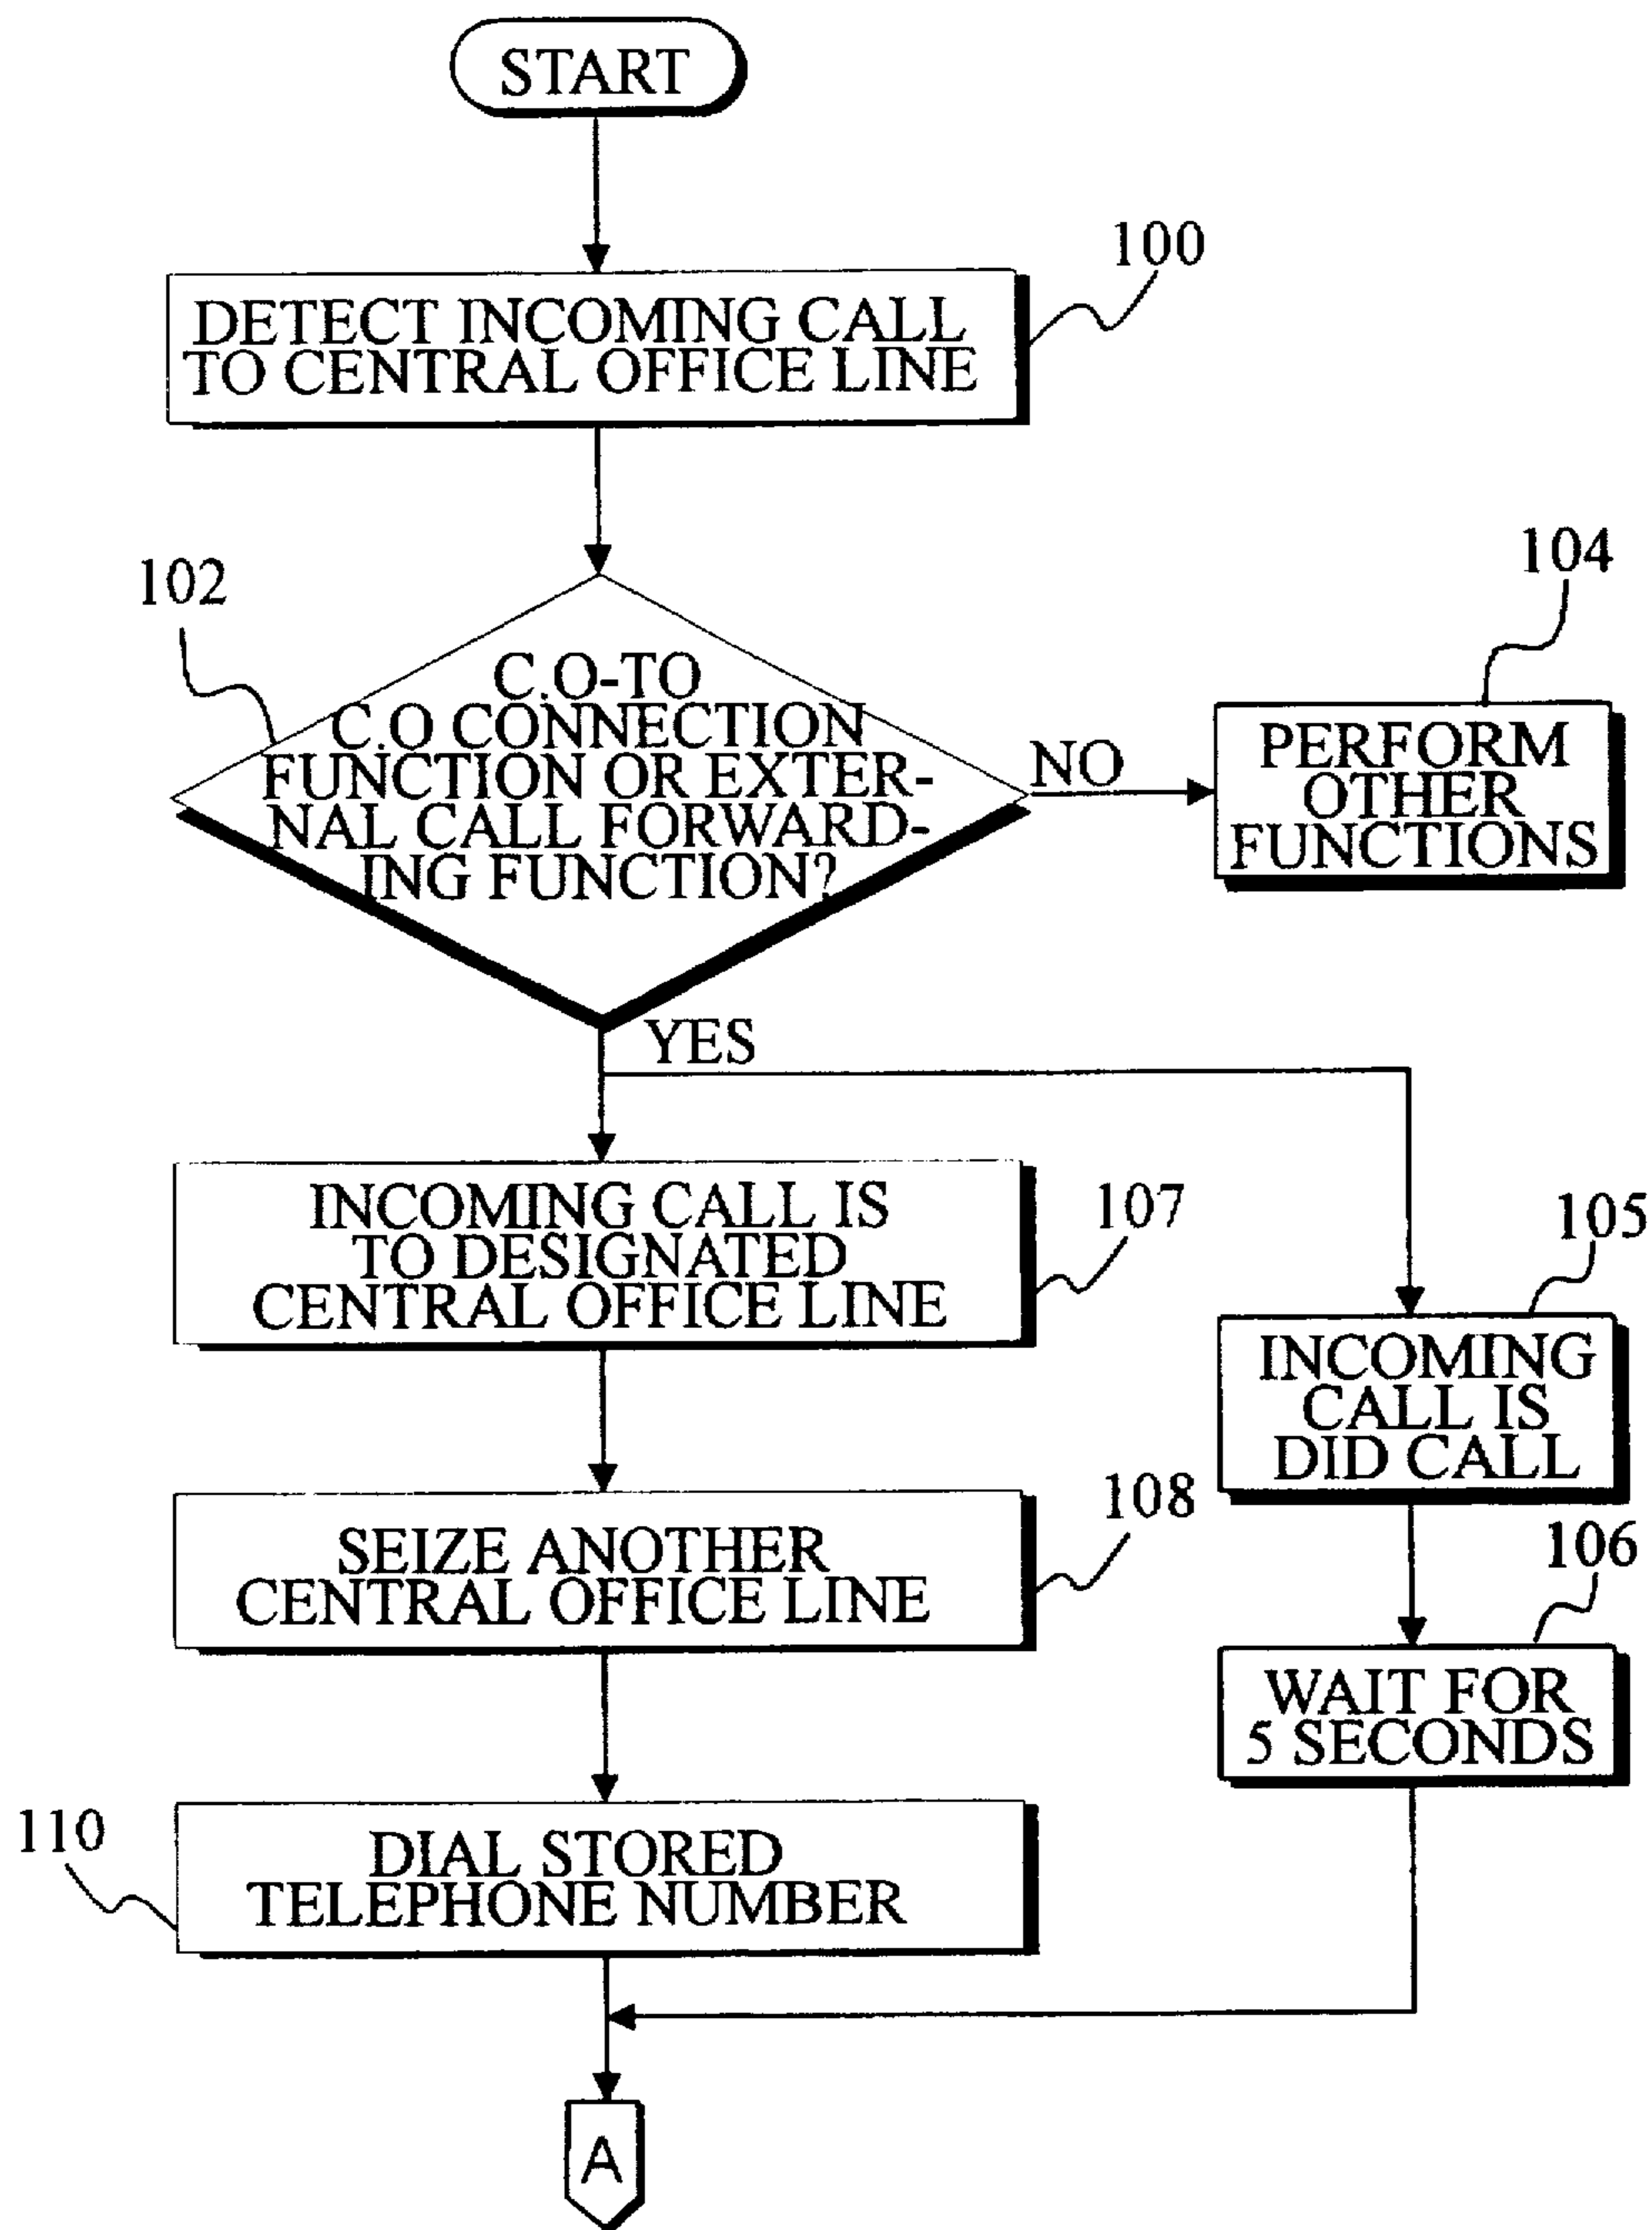 START
100
DETECT INCOMING CALL
TO CENTRAL OFFICE LINE
102
C.O-TO
C.O CONNECTION
FUNCTION OR EXTER-
NAL CALL FORWARD-
ING FUNCTION?
NO
104
PERFORM
OTHER
FUNCTIONS
YES
INCOMING CALL IS
TO DESIGNATED
CENTRAL OFFICE LINE
107
105
INCOMING
CALL IS
DID CALL
SEIZE ANOTHER
CENTRAL OFFICE LINE
108
106
WAIT FOR
5 SECONDS
110
DIAL STORED
TELEPHONE NUMBER
A